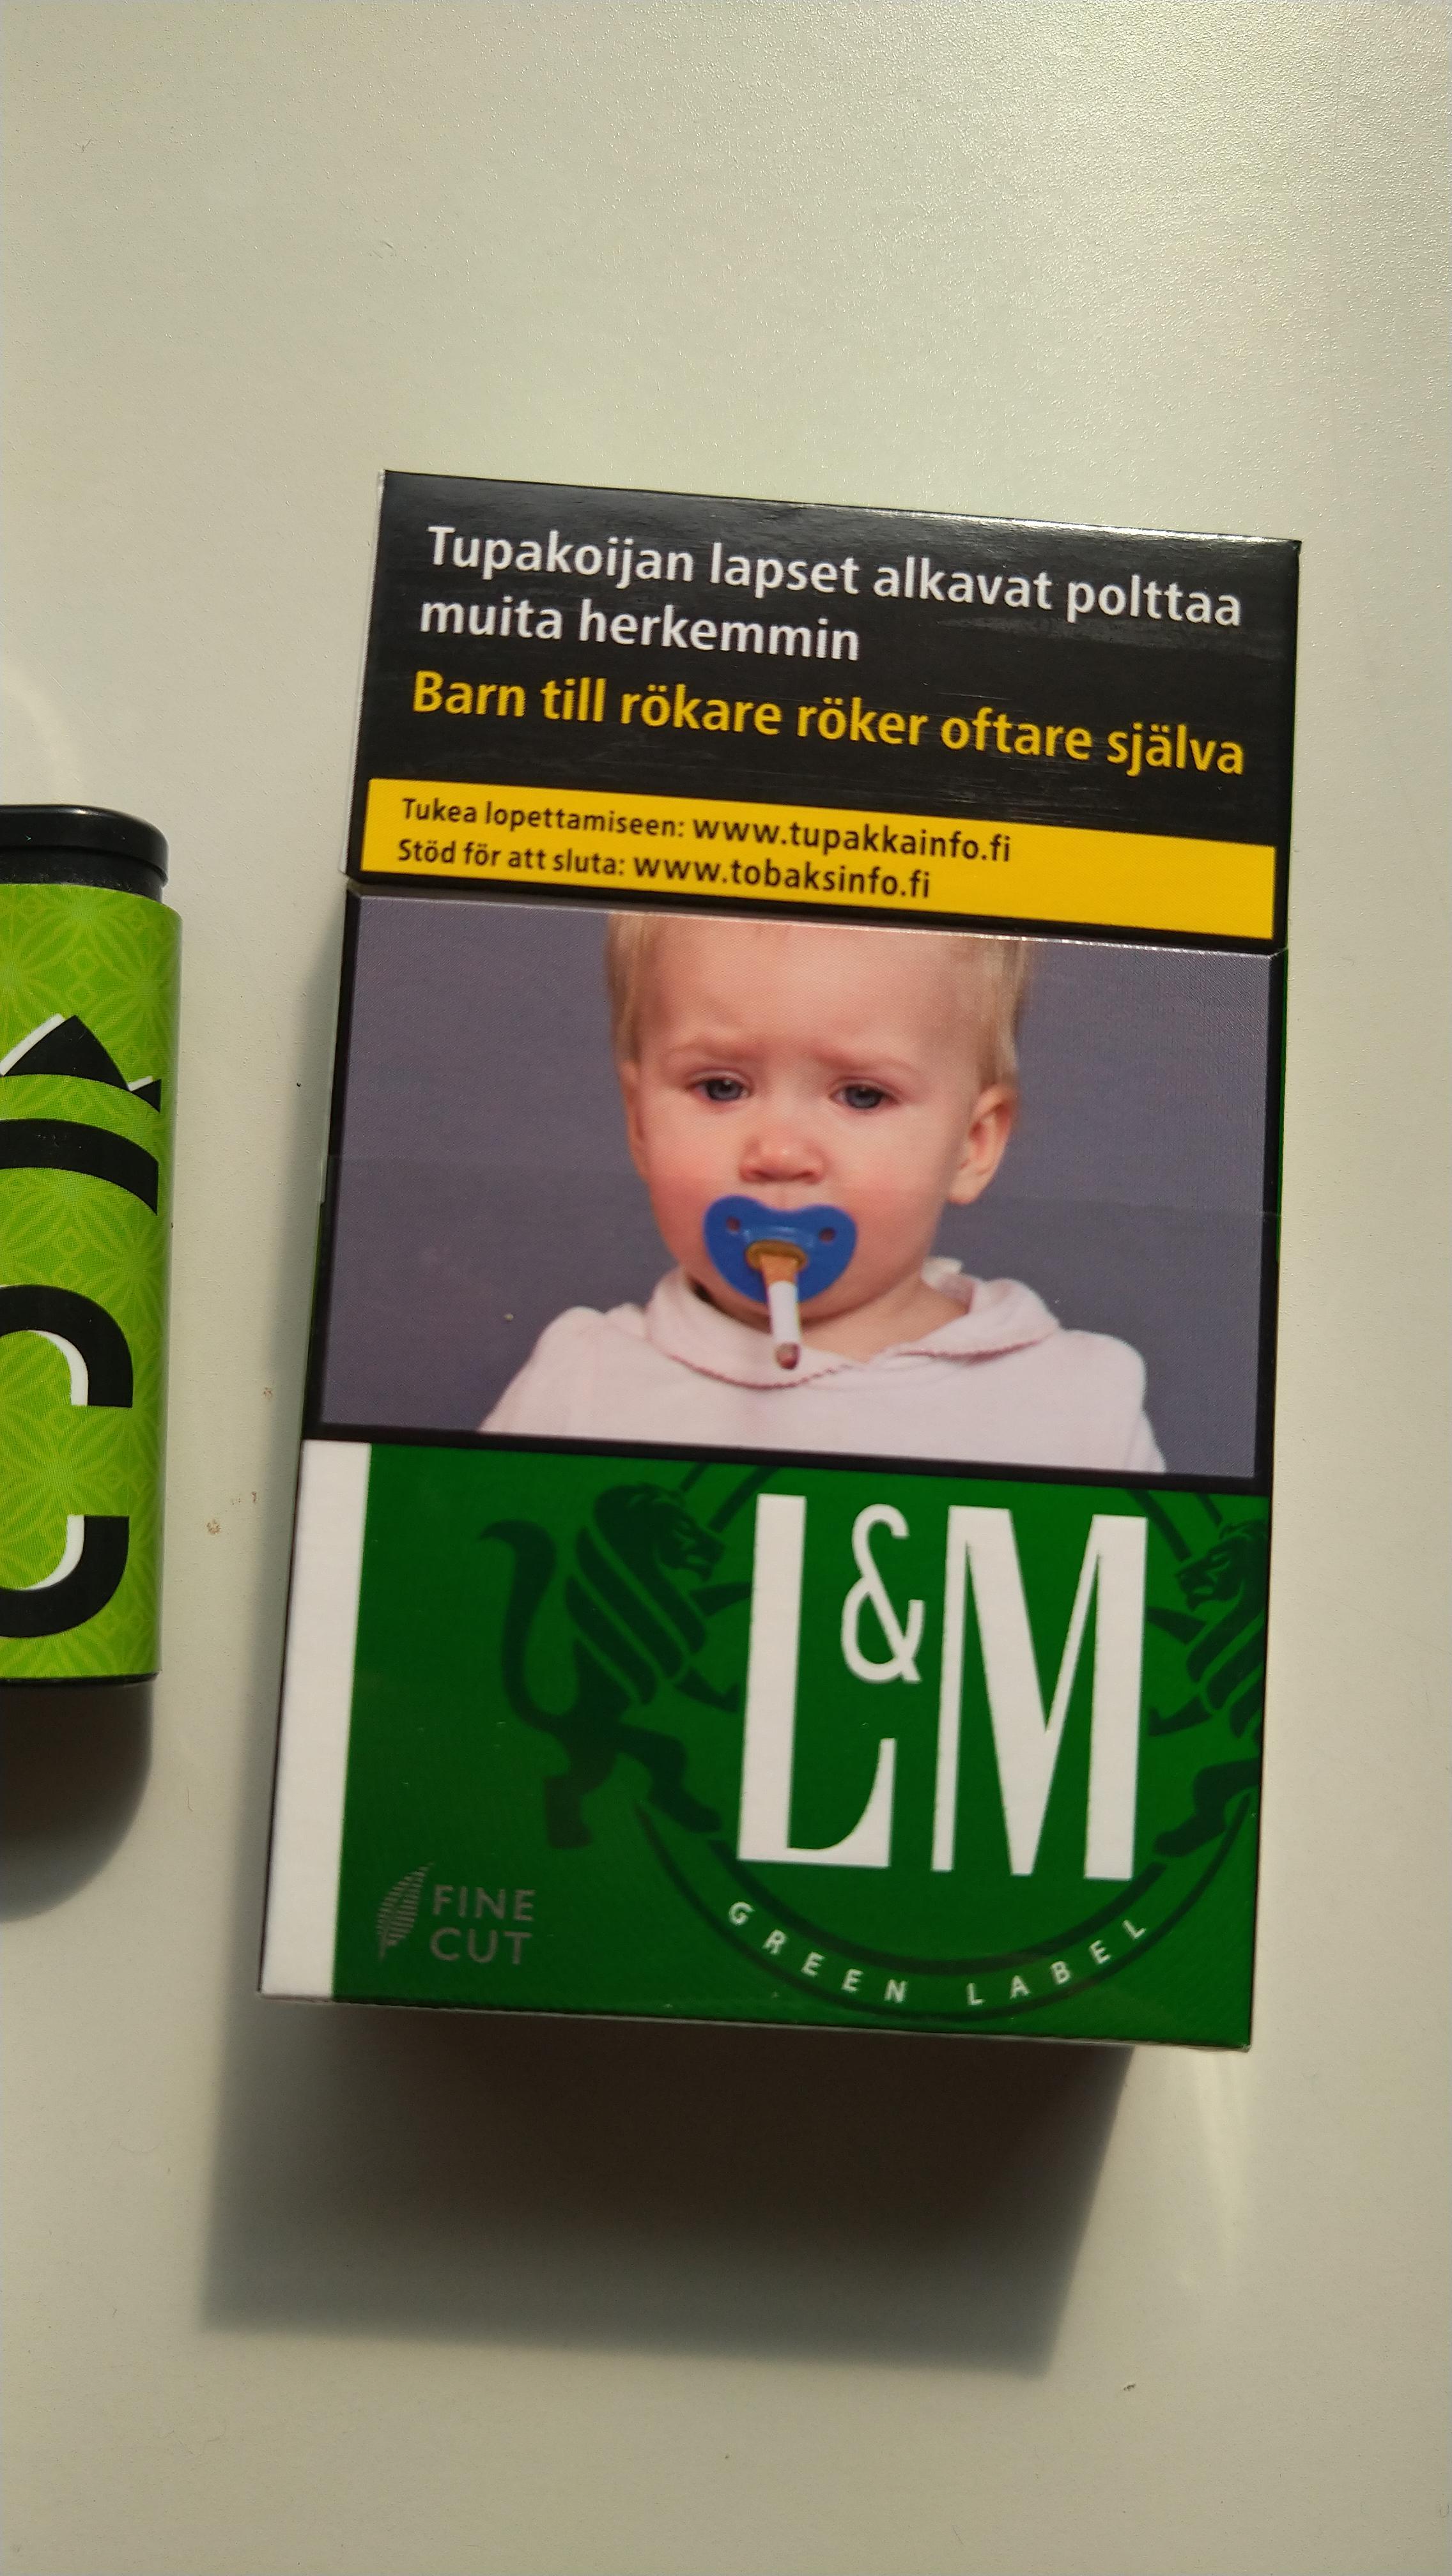 Tupakoijan lapset alkavat polttaa
muita herkemmin
Barn till rökare röker oftare själva
Tukea lopettamiseen: www.tupakkainfo.fi
Stöd för att sluta: www.tobaksinfo.fi
L&M
GREEN LABEL
FINE
CUT